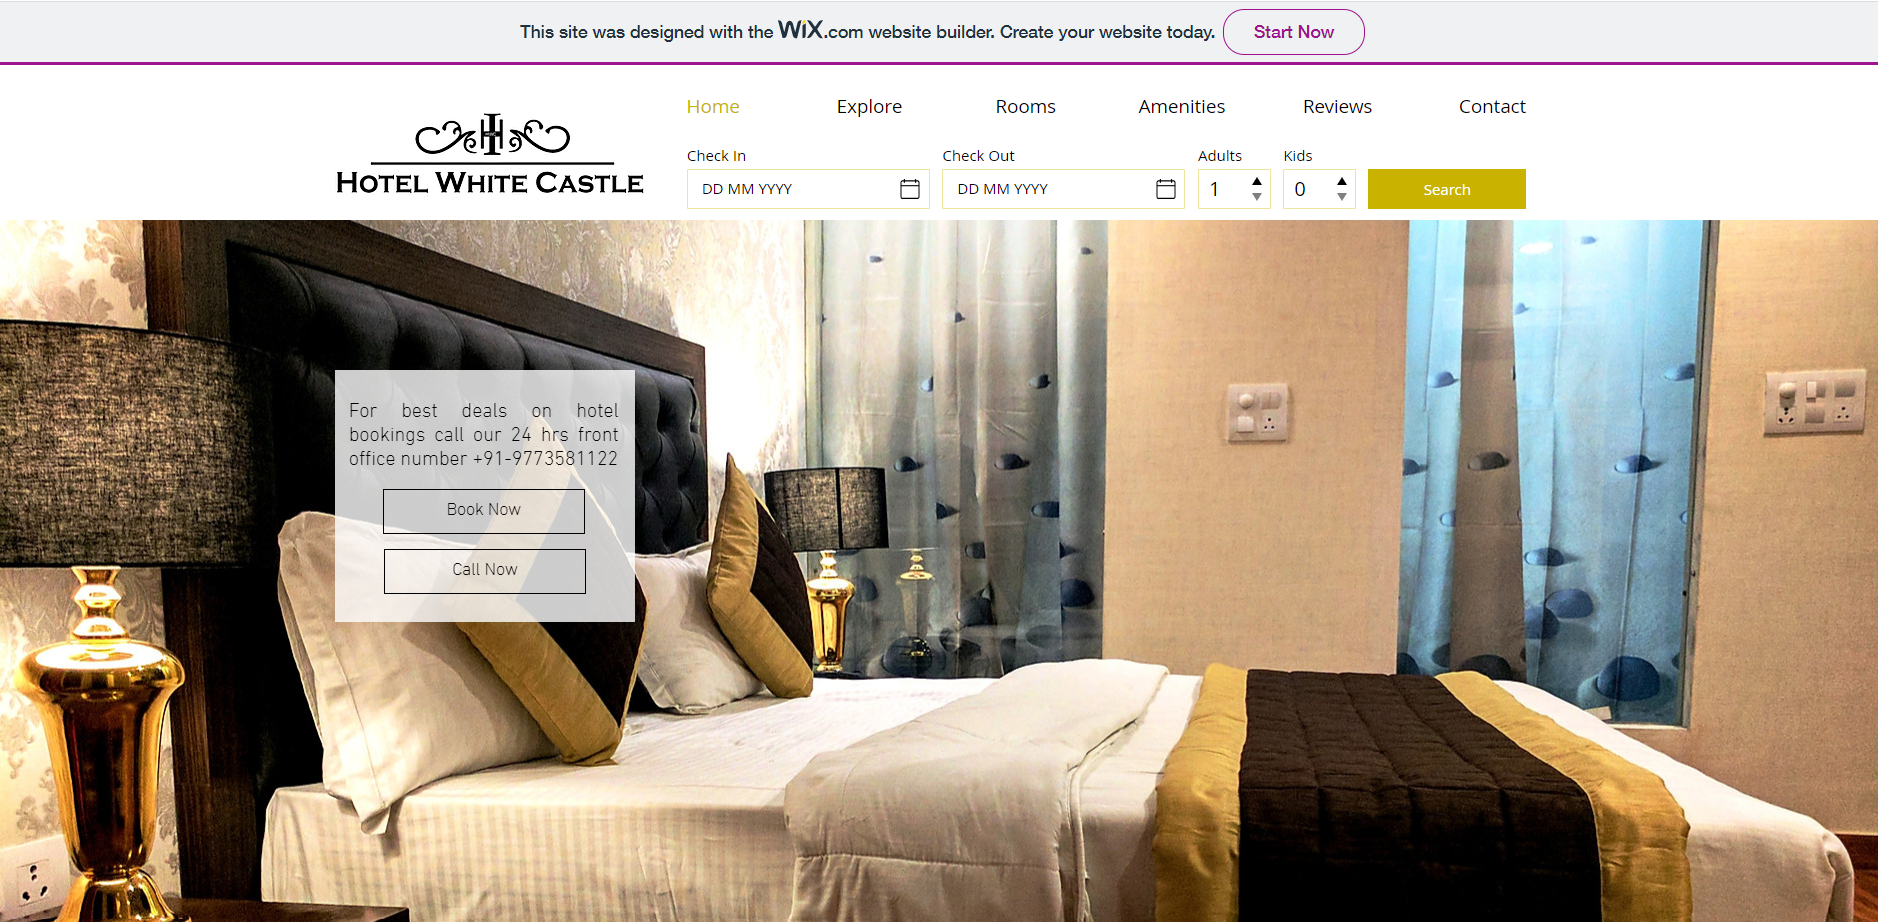 This site was designed with the WiX.com website builder. Create your website today. Start Now
Home Explore Rooms Amenities Reviews Contact
HOTEL WHITE CASTLE
Check In Check Out Adults Kids
DD MM YYYY DD MM YYYY 1 0 Search
For best deals on hotel
bookings call our 24 hrs front
office number +91-9773581122
Book Now
Call Now